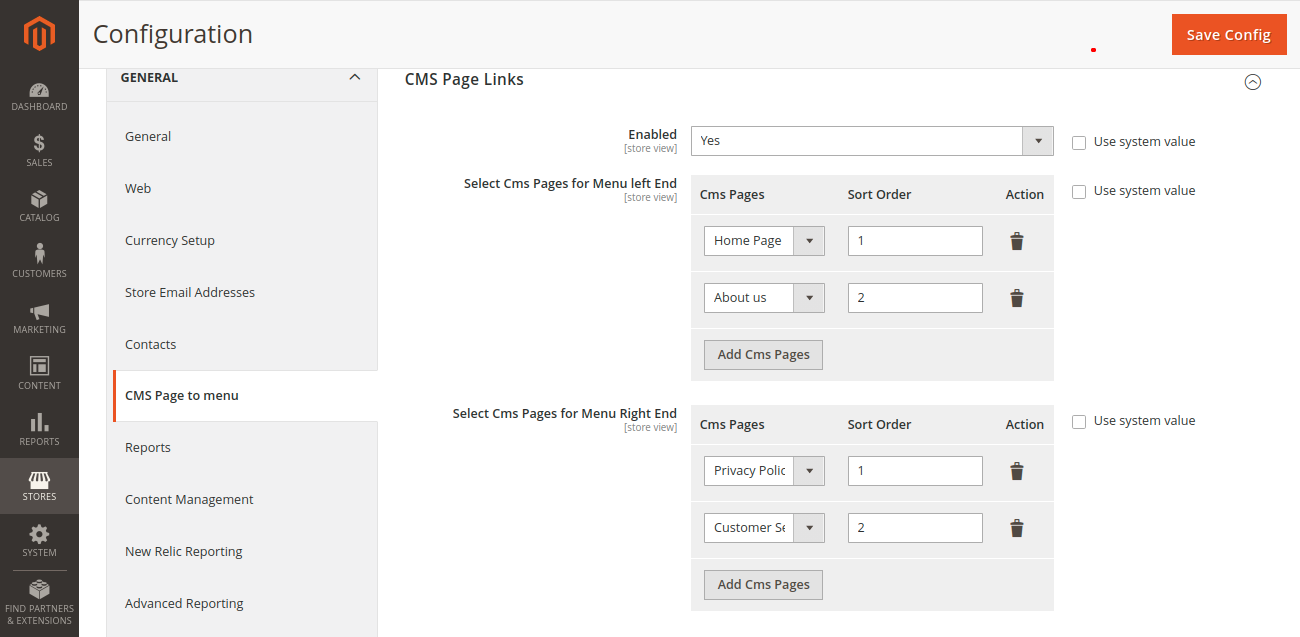 Configuration
Save Config
DASHBOARD
$
SALES
CATALOG
CUSTOMERS
MARKETING
CONTENT
REPORTS
STORES
SYSTEM
FIND PARTNERS
& EXTENSIONS
GENERAL
General
Web
Currency Setup
Store Email Addresses
Contacts
CMS Page to menu
Reports
Content Management
New Relic Reporting
Advanced Reporting
CMS Page Links
Enabled
[store view]
Yes
Use system value
Select Cms Pages for Menu left End
[store view]
Cms Pages Sort Order Action
Use system value
Home Page 1
About us 2
Add Cms Pages
Select Cms Pages for Menu Right End
[store view]
Cms Pages Sort Order Action
Use system value
Privacy Polic 1
Customer Se 2
Add Cms Pages